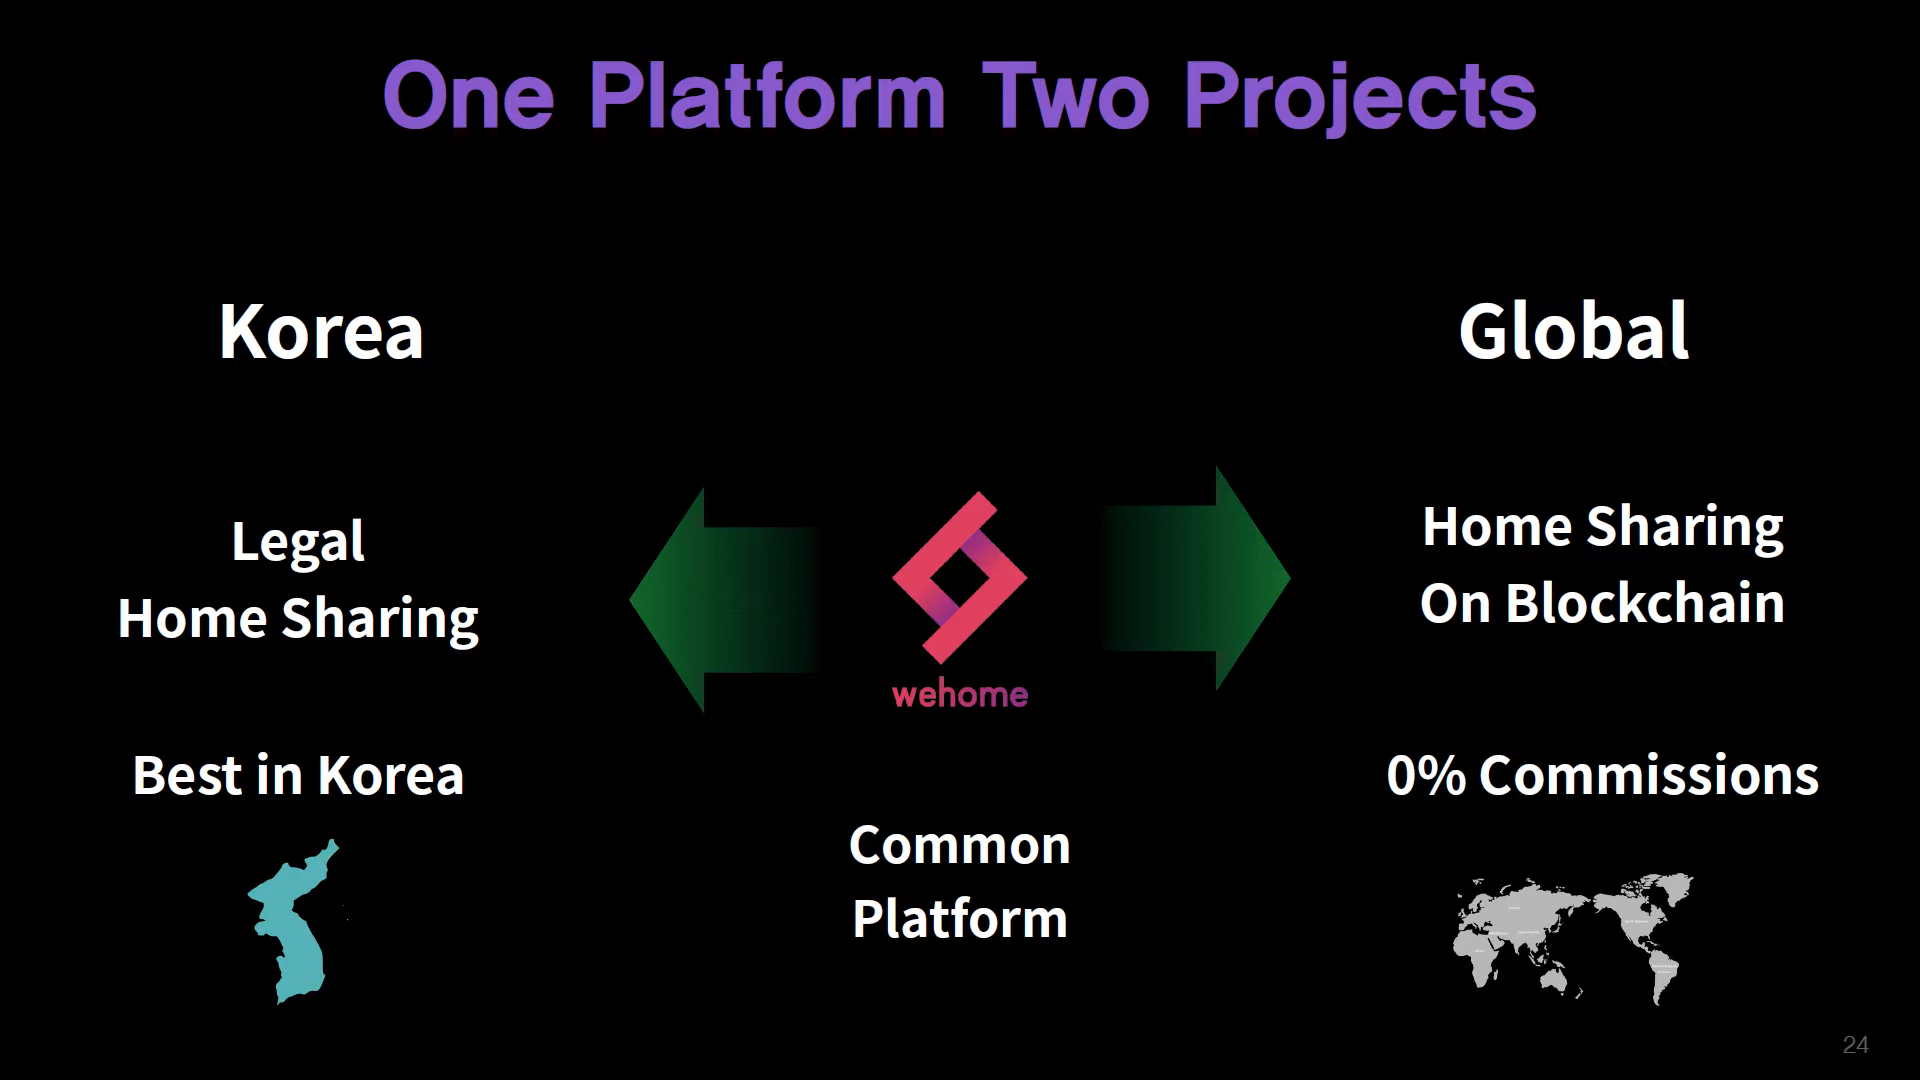 One Platform Two Projects
Korea
Global
Legal
Home Sharing
Home Sharing
On Blockchain
wehome
Best in Korea
0% Commissions
Common
Platform
24